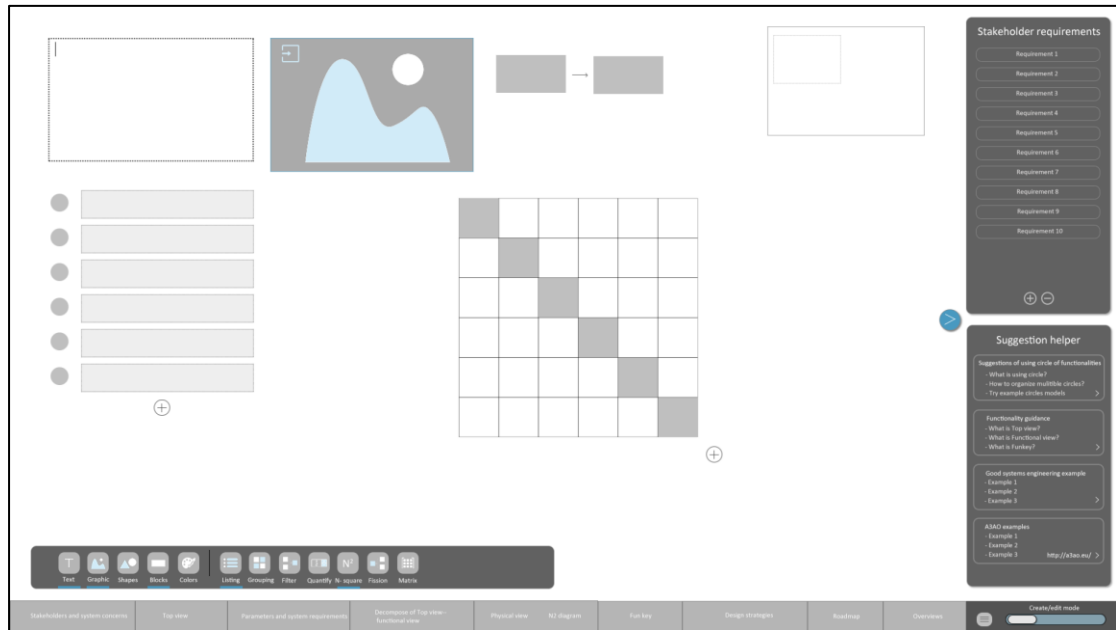 Stakeholder requirements
Requirement 1
Requirement 2
Requirement 3
Requirement 4
Requirement 5
Requirement 6
Requirement 7
Requirement 8
Requirement 9
Requirement 10
>
Suggestion helper
Suggestions of using circle of functionalities
- What is using circle?
- How to organize mulitible circles?
- Try example circles models >
Functionality guidance
- What is Top view?
- What is Functional view?
- What is Funkey? >
Good systems engineering example
- Example 1
- Example 2
- Example 3 >
A3AO examples
- Example 1
- Example 2
- Example 3 http://a3ao.eu/ >
T N²
Text Graphic Shapes Blocks Colors Listing Grouping Filter Quantify N- square Fission Matrix
Stakeholders and system concerns Top view Parameters and system requirements Decompose of Top view–
functional view
Physical view N2 diagram Fun key Design strategies Roadmap Overviews
Create/edit mode